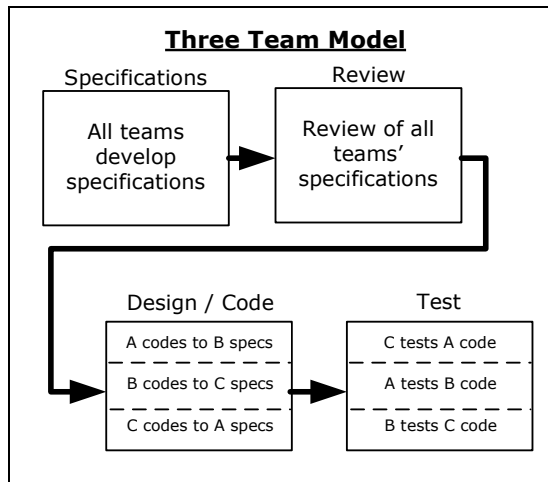 Three Team Model
Specifications
Review
All teams
develop
specifications
Review of all
teams’
specifications
Design / Code
Test
A codes to B specs
B codes to C specs
C codes to A specs
C tests A code
A tests B code
B tests C code